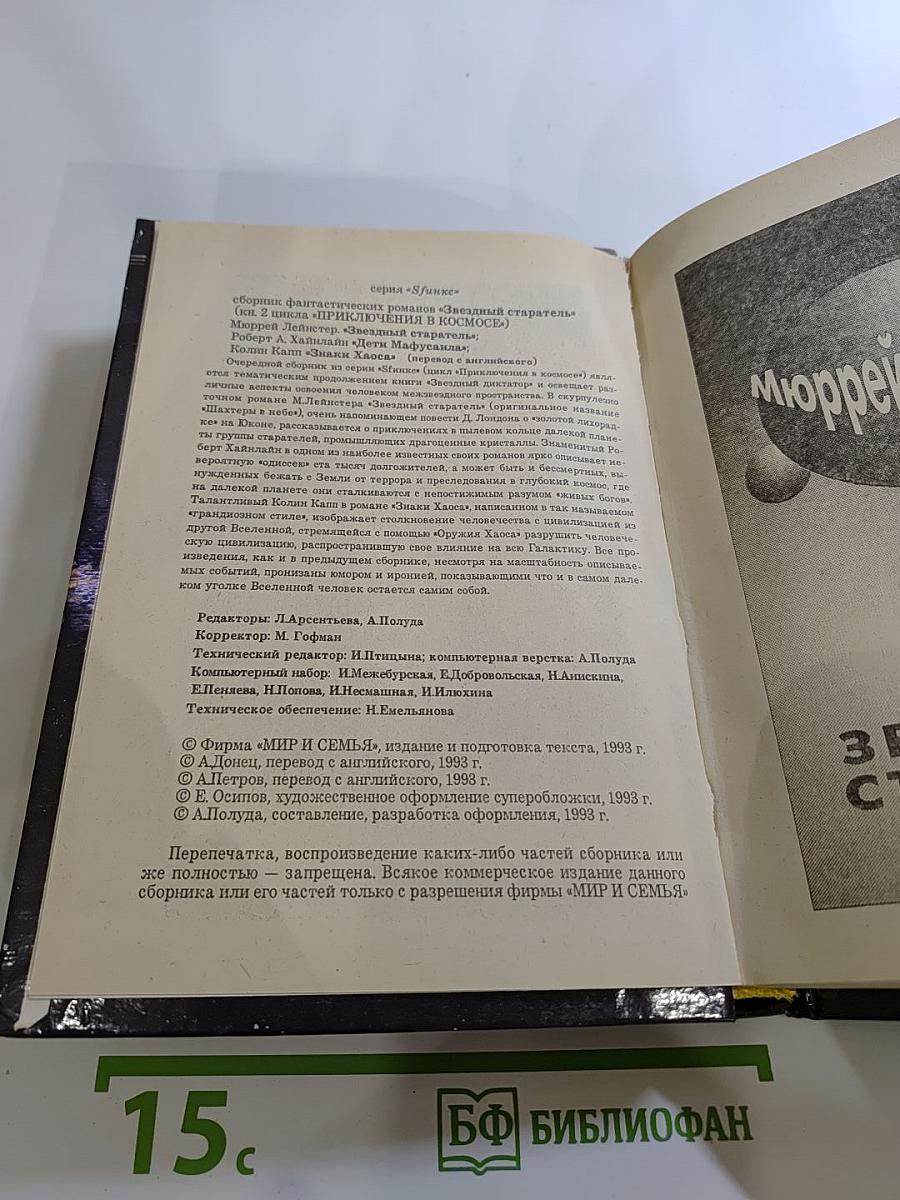 серия «Sfинкс»
сборник фантастических романов «Звездный старатель»
(кн. 2 цикла «ПРИКЛЮЧЕНИЯ В КОСМОСЕ»)
Мюррей Лейнстер. «Звездный старатель»;
Роберт А. Хайнлайн «Дети Мафусаила»;
Колин Капп «Знаки Хаоса» (перевод с английского)
Очередной сборник из серии «Sfинкс» (цикл «Приключения в космосе») явля-
ется тематическим продолжением книги «Звездный диктатор» и освещает раз-
личные аспекты освоения человеком межзвездного пространства. В скурпулезно
точном романе М.Лейнстера «Звездный старатель» (оригинальное название
«Шахтеры в небе»), очень напоминающем повести Д. Лондона о «золотой лихорад-
ке» на Юконе, рассказывается о приключениях в пылевом кольце далекой плане-
ты группы старателей, промышляющих драгоценные кристаллы. Знаменитый Ро-
берт Хайнлайн в одном из наиболее известных своих романов ярко описывает не-
вероятную «одиссею» ста тысяч долгожителей, а может быть и бессмертных, вы-
нужденных бежать с Земли от террора и преследования в глубокий космос, где
на далекой планете они сталкиваются с непостижимым разумом «живых богов».
Талантливый Колин Капп в романе «Знаки Хаоса», написанном в так называемом
«грандиозном стиле», изображает столкновение человечества с цивилизацией из
другой Вселенной, стремящейся с помощью «Оружия Хаоса» разрушить человече-
скую цивилизацию, распространившую свое влияние на всю Галактику. Все про-
изведения, как и в предыдущем сборнике, несмотря на масштабность описывае-
мых событий, пронизаны юмором и иронией, показывающими что и в самом дале-
ком уголке Вселенной человек остается самим собой.
Редакторы: Л.Арсентьева, А.Полуда
Корректор: М. Гофман
Технический редактор: И.Птицына; компьютерная верстка: А.Полуда
Компьютерный набор: И.Межебурская, Е.Добровольская, Н.Анискина,
Е.Пеняева, Н.Попова, И.Несмашная, И.Илюхина
Техническое обеспечение: Н.Емельянова
© Фирма «МИР И СЕМЬЯ», издание и подготовка текста, 1993 г.
© А.Донец, перевод с английского, 1993 г.
© А.Петров, перевод с английского, 1993 г.
© Е. Осипов, художественное оформление суперобложки, 1993 г.
© А.Полуда, составление, разработка оформления, 1993 г.
Перепечатка, воспроизведение каких-либо частей сборника или
же полностью — запрещена. Всякое коммерческое издание данного
сборника или его частей только с разрешения фирмы «МИР И СЕМЬЯ»
Мюррей
ЗВ
СТ
15 с
БФ БИБЛИОФАН